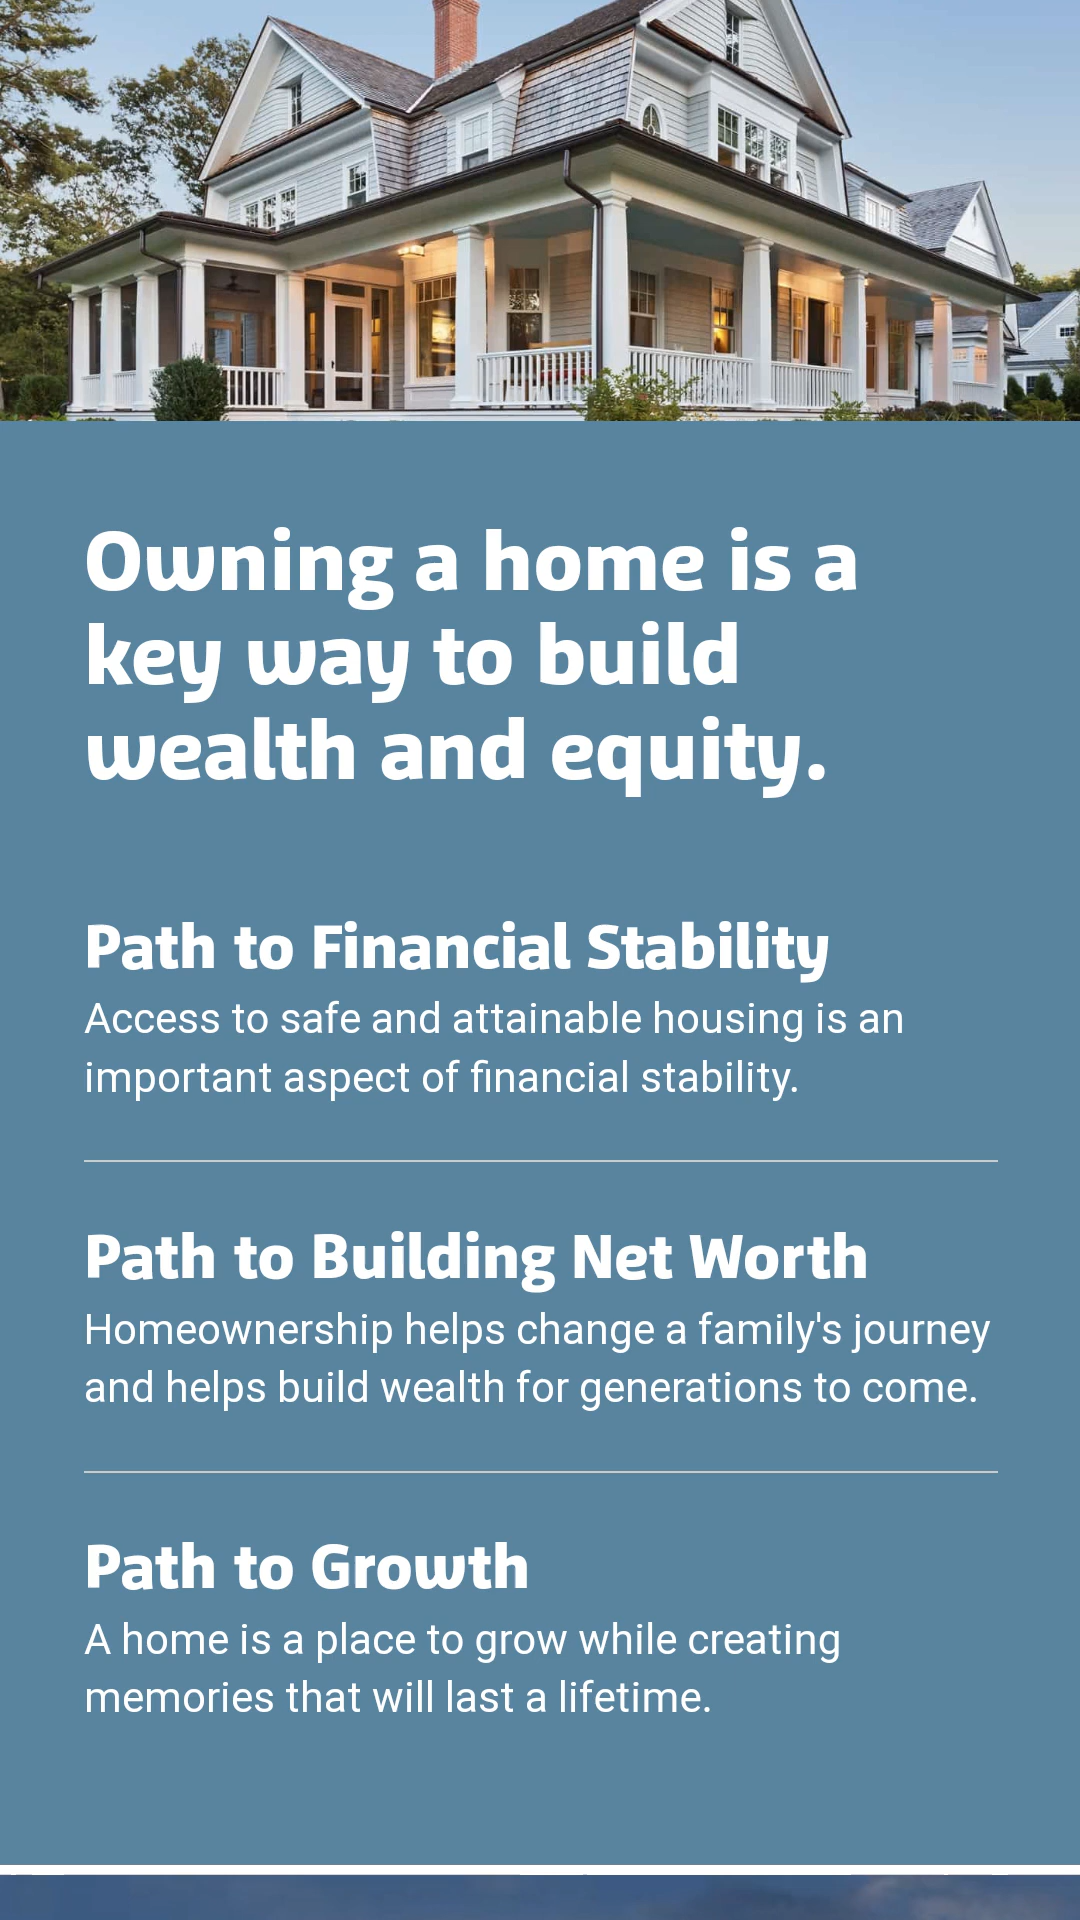 Owning a home is a
key way to build
wealth and equity.
Path to Financial Stability
Access to safe and attainable housing is an
important aspect of financial stability.
Path to Building Net Worth
Homeownership helps change a family's journey
and helps build wealth for generations to come.
Path to Growth
A home is a place to grow while creating
memories that will last a lifetime.